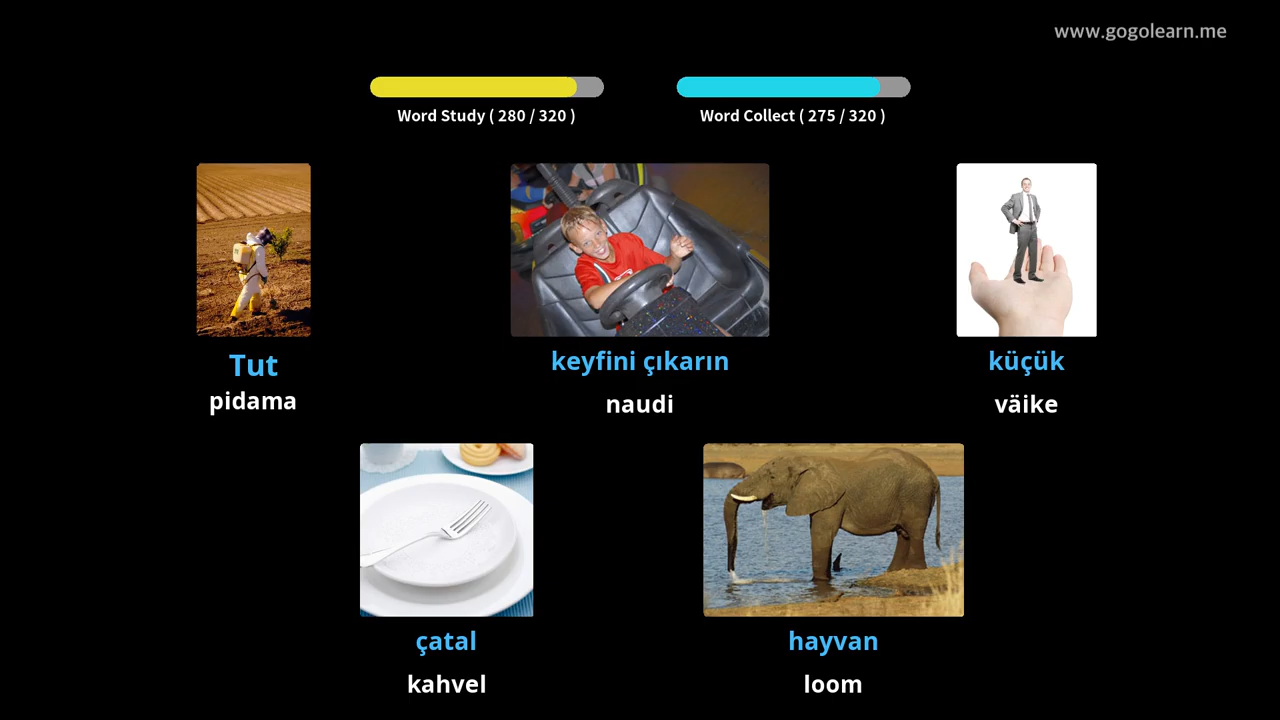 www.gogolearn.me
Word Study ( 280 / 320 )
Word Collect ( 275 / 320 )
Tut
pidama
keyfini çıkarın
naudi
küçük
väike
çatal
kahvel
hayvan
loom